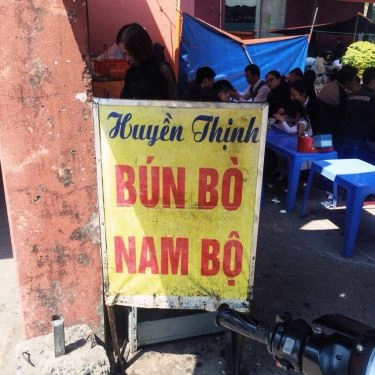 Huyền Thịnh
BÚN BÒ
NAM BỘ